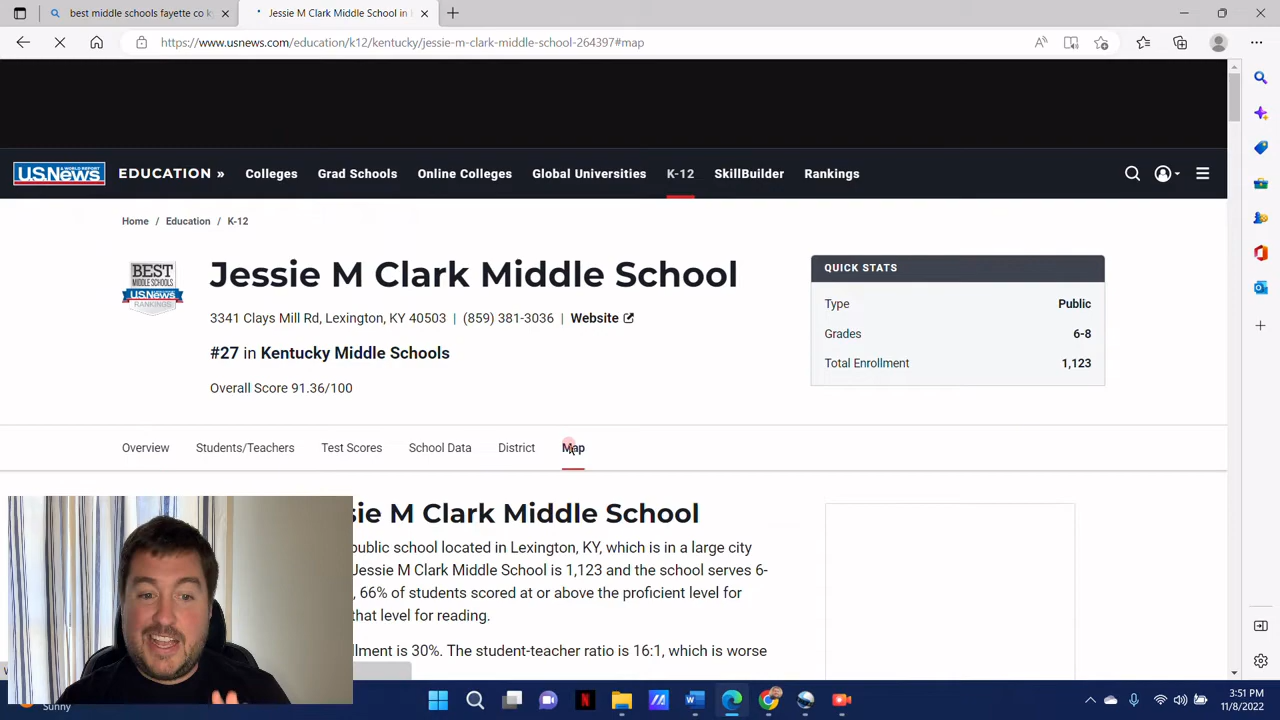 best middle schools fayette co k
Jessie M Clark Middle School in
https://www.usnews.com/education/k12/kentucky/jessie-m-clark-middle-school-264397#map
U.S.News EDUCATION » Colleges Grad Schools Online Colleges Global Universities K-12 SkillBuilder Rankings
Home / Education / K-12
BEST
MIDDLE SCHOOLS
U.S.News
RANKINGS
Jessie M Clark Middle School
3341 Clays Mill Rd, Lexington, KY 40503 | (859) 381-3036 | Website
#27 in Kentucky Middle Schools
Overall Score 91.36/100
QUICK STATS
Type Public
Grades 6-8
Total Enrollment 1,123
Overview Students/Teachers Test Scores School Data District Map
sie M Clark Middle School
public school located in Lexington, KY, which is in a large city
Jessie M Clark Middle School is 1,123 and the school serves 6-
, 66% of students scored at or above the proficient level for
that level for reading.
llment is 30%. The student-teacher ratio is 16:1, which is worse
Sunny
3:51 PM
11/8/2022